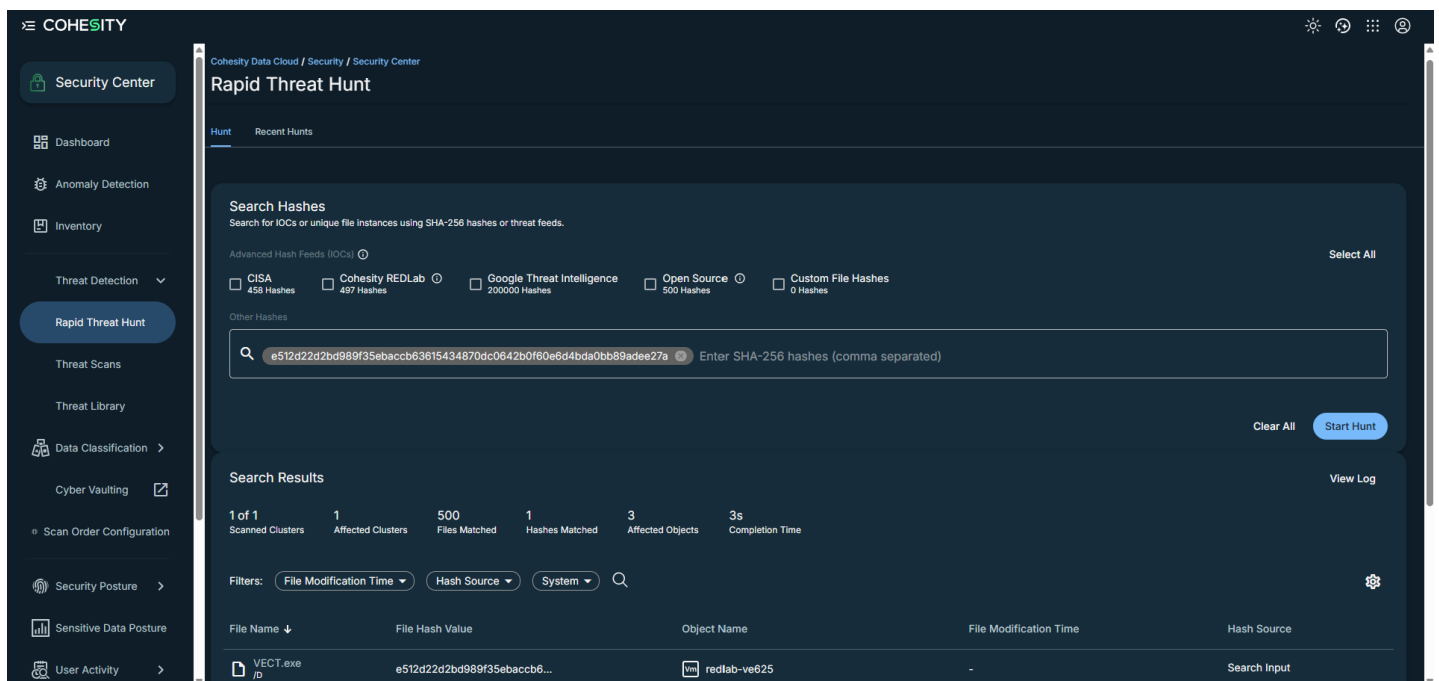 COHESITY
Security Center
Dashboard
Anomaly Detection
Inventory
Threat Detection
Rapid Threat Hunt
Threat Scans
Threat Library
Data Classification
Cyber Vaulting
Scan Order Configuration
Security Posture
Sensitive Data Posture
User Activity
Cohesity Data Cloud / Security / Security Center
Rapid Threat Hunt
Hunt Recent Hunts
Search Hashes
Search for IOCs or unique file instances using SHA-256 hashes or threat feeds.
Advanced Hash Feeds (IOCs)
Select All
CISA
458 Hashes
Cohesity REDLab
497 Hashes
Google Threat Intelligence
200000 Hashes
Open Source
500 Hashes
Custom File Hashes
0 Hashes
Other Hashes
e512d22d2bd989f35ebaccb63615434870dc0642b0f60e6d4bda0bb89adee27a Enter SHA-256 hashes (comma separated)
Clear All Start Hunt
Search Results
View Log
1 of 1
Scanned Clusters
1
Affected Clusters
500
Files Matched
1
Hashes Matched
3
Affected Objects
3s
Completion Time
Filters: File Modification Time Hash Source System
File Name File Hash Value Object Name File Modification Time Hash Source
VECT.exe
/D
e512d22d2bd989f35ebaccb6...
Vm redlab-ve625
-
Search Input